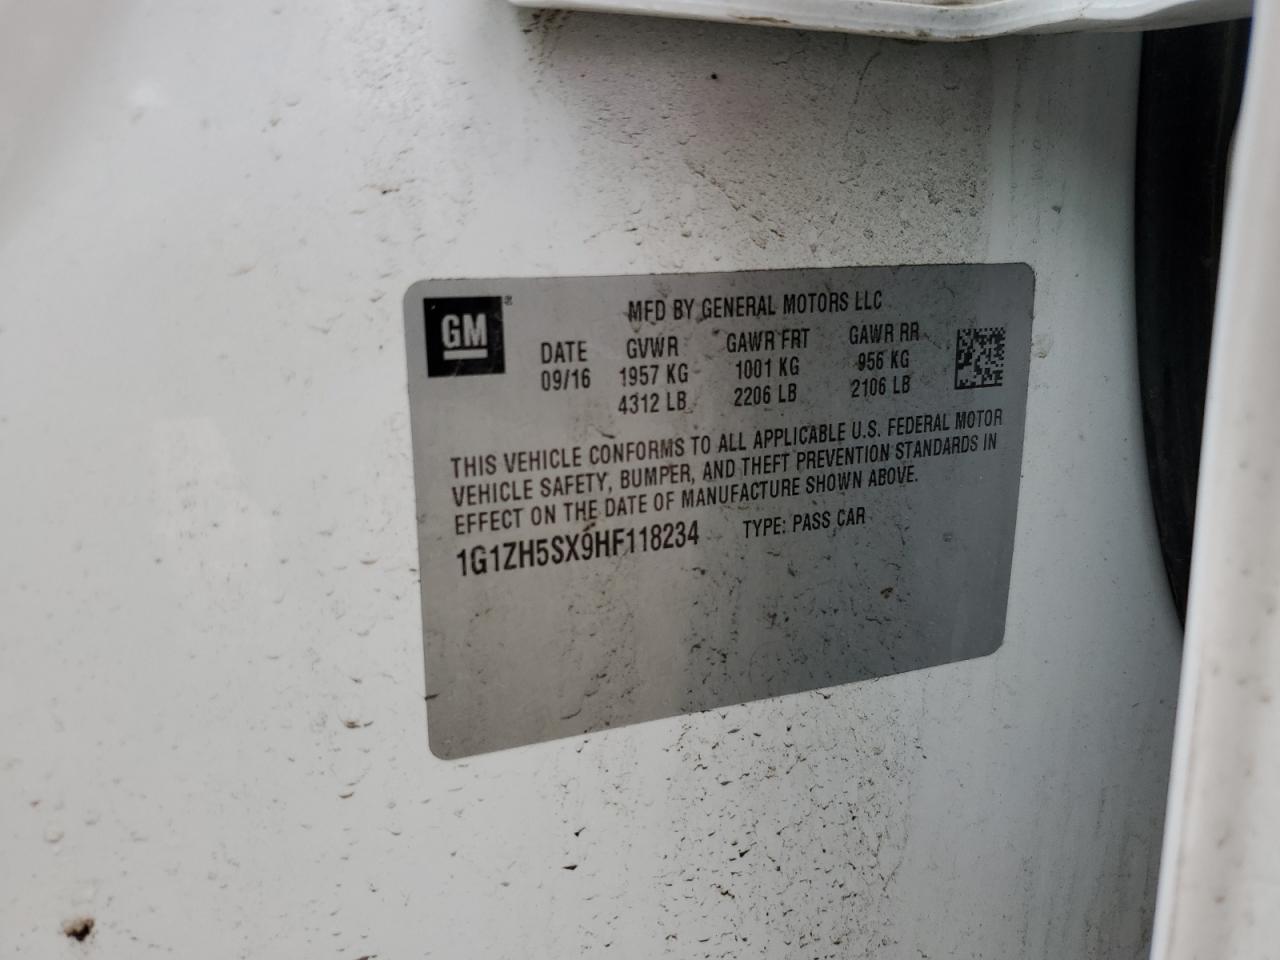 GM ®
MFD BY GENERAL MOTORS LLC
DATE GVWR GAWR FRT GAWR RR
09/16 1957 KG 1001 KG 956 KG
4312 LB 2206 LB 2106 LB
THIS VEHICLE CONFORMS TO ALL APPLICABLE U.S. FEDERAL MOTOR
VEHICLE SAFETY, BUMPER, AND THEFT PREVENTION STANDARDS IN
EFFECT ON THE DATE OF MANUFACTURE SHOWN ABOVE.
1G1ZH5SX9HF118234 TYPE: PASS CAR